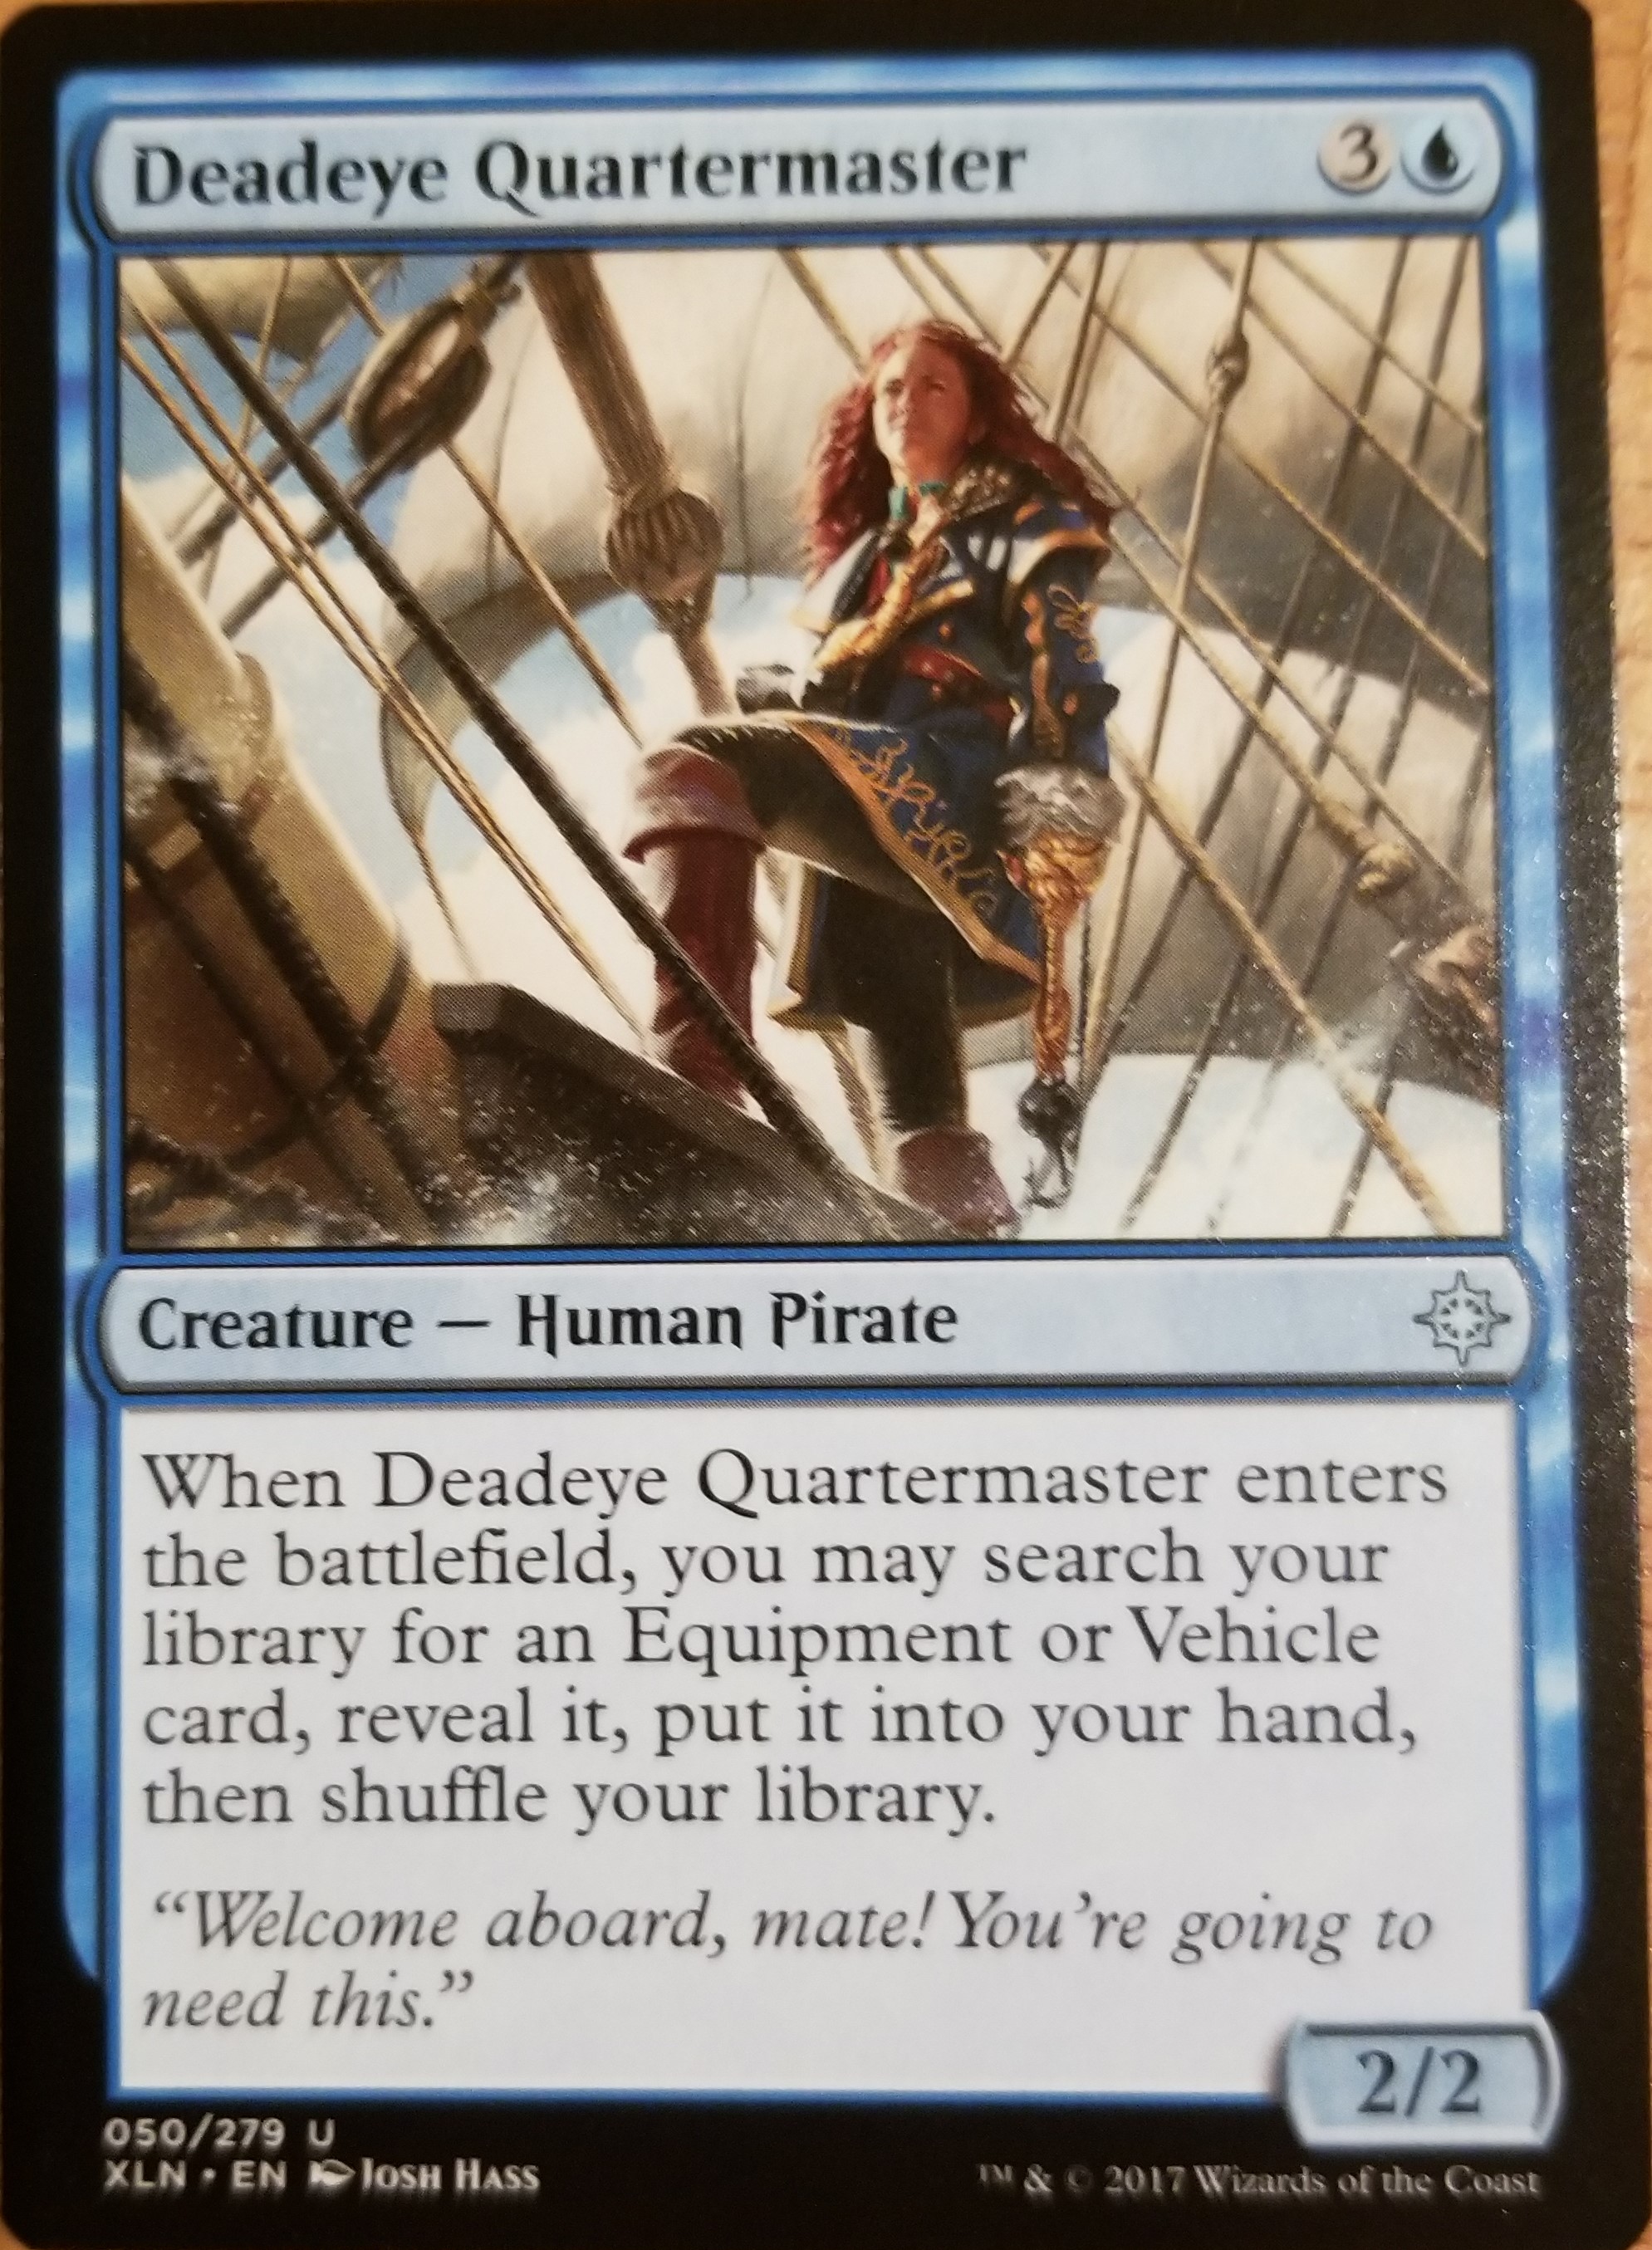 Deadeye Quartermaster 3
Creature — Human Pirate
When Deadeye Quartermaster enters
the battlefield, you may search your
library for an Equipment or Vehicle
card, reveal it, put it into your hand,
then shuffle your library.
“Welcome aboard, mate! You’re going to
need this.”
2/2
050/279 U
XLN • EN Josh Hass
™ & © 2017 Wizards of the Coast